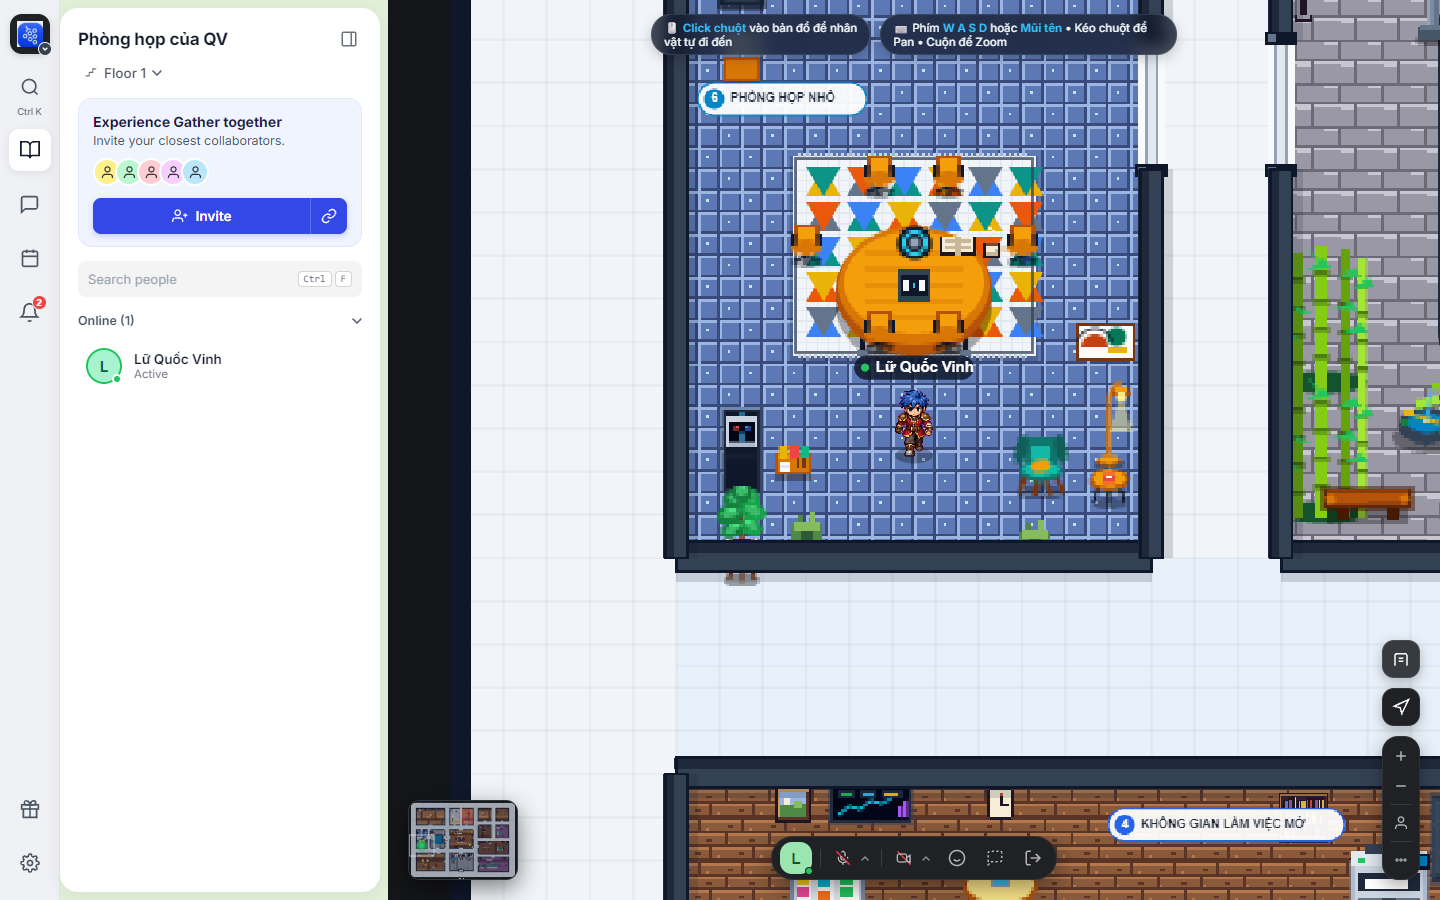 Phòng họp của QV
Floor 1
Ctrl K
Experience Gather together
Invite your closest collaborators.
Invite
Search people
Ctrl F
2
Online (1)
L
Lữ Quốc Vinh
Active
Click chuột vào bản đồ để nhân
vật tự đi đến
Phím W A S D hoặc Mũi tên • Kéo chuột để
Pan • Cuộn để Zoom
6 PHÒNG HỌP NHỎ
Lữ Quốc Vinh
4 KHÔNG GIAN LÀM VIỆC MỞ
L